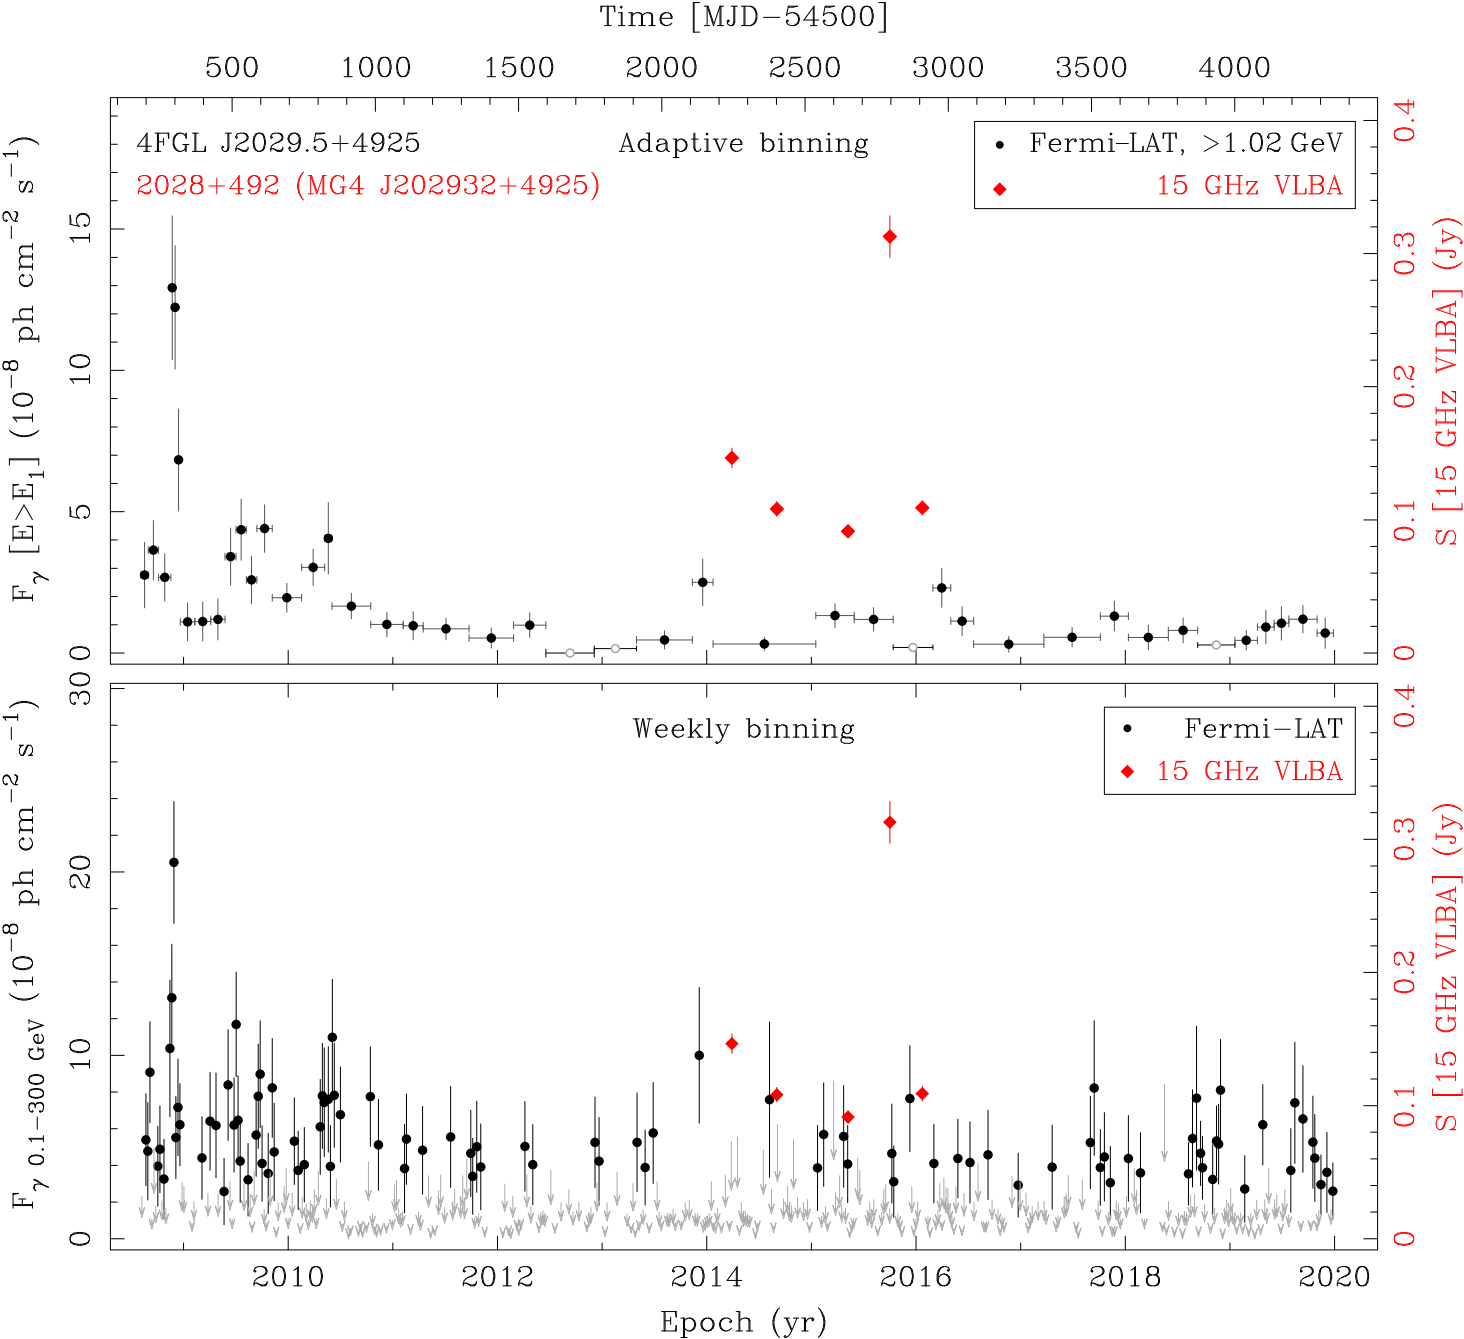 Time [MJD−54500]
500 1000 1500 2000 2500 3000 3500 4000
4FGL J2029.5+4925
2028+492 (MG4 J202932+4925)
Adaptive binning
Fermi−LAT, >1.02 GeV
15 GHz VLBA
F γ [E>E1] (10−8 ph cm−2 s−1)
15
10
5
0
0.4
0.3
0.2
0.1
0
S [15 GHz VLBA] (Jy)
Weekly binning
Fermi−LAT
15 GHz VLBA
F γ 0.1−300 GeV (10−8 ph cm−2 s−1)
30
20
10
0
0.4
0.3
0.2
0.1
0
S [15 GHz VLBA] (Jy)
2010 2012 2014 2016 2018 2020
Epoch (yr)